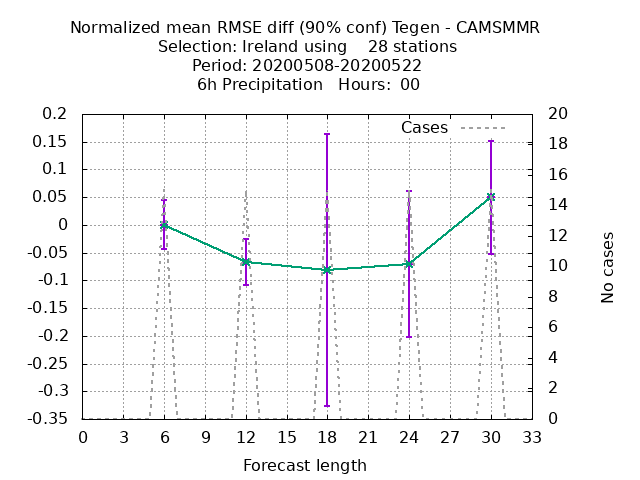 Normalized mean RMSE diff (90% conf) Tegen - CAMSMMR
Selection: Ireland using    28 stations
Period: 20200508-20200522
6h Precipitation   Hours:  00
Cases
0.2
0.15
0.1
0.05
0
-0.05
-0.1
-0.15
-0.2
-0.25
-0.3
-0.35
20
18
16
14
12
10
8
6
4
2
0
No cases
0 3 6 9 12 15 18 21 24 27 30 33
Forecast length